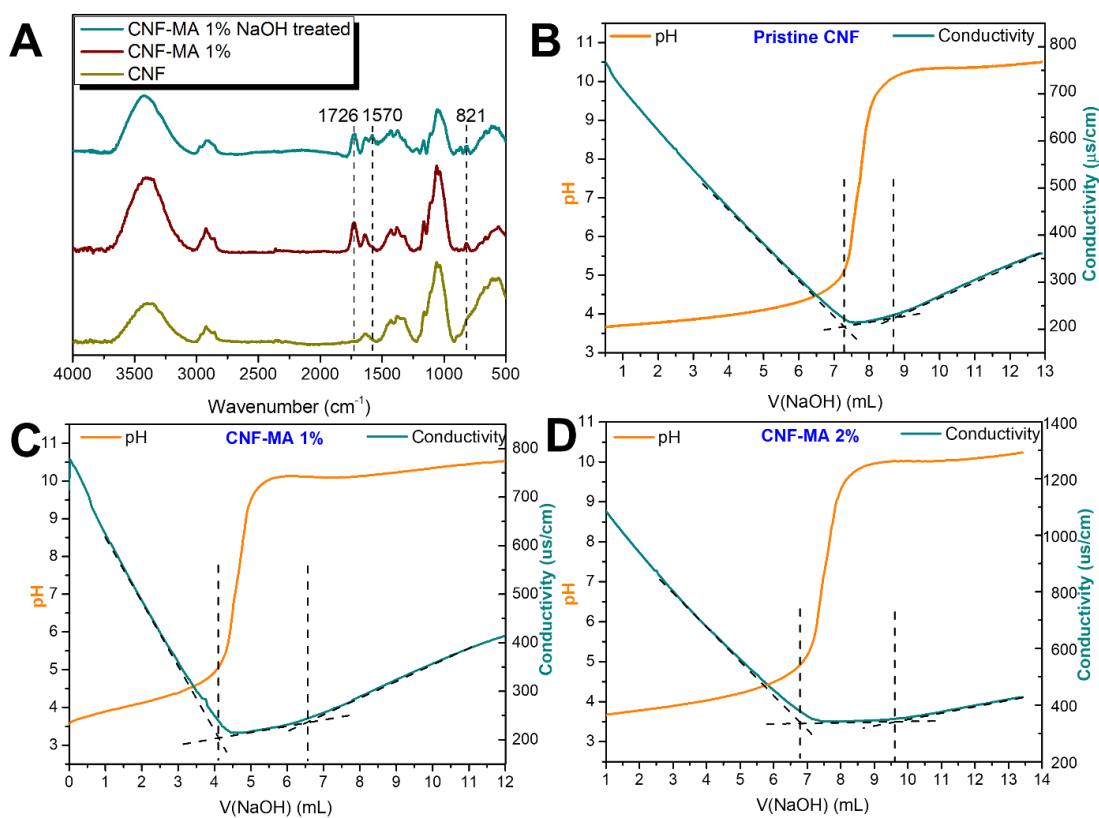 A
CNF-MA 1% NaOH treated
CNF-MA 1%
CNF
1726
1570
821
4000 3500 3000 2500 2000 1500 1000 500
Wavenumber (cm-1)
B
pH
Pristine CNF
Conductivity
11
10
9
8
7
6
5
4
3
pH
800
700
600
500
400
300
200
Conductivity (μs/cm)
1 2 3 4 5 6 7 8 9 10 11 12 13
V(NaOH) (mL)
C
pH
CNF-MA 1%
Conductivity
11
10
9
8
7
6
5
4
3
pH
800
700
600
500
400
300
200
Conductivity (us/cm)
0 1 2 3 4 5 6 7 8 9 10 11 12
V(NaOH) (mL)
D
pH
CNF-MA 2%
Conductivity
11
10
9
8
7
6
5
4
3
pH
1400
1200
1000
800
600
400
200
Conductivity (us/cm)
1 2 3 4 5 6 7 8 9 10 11 12 13 14
V(NaOH) (mL)